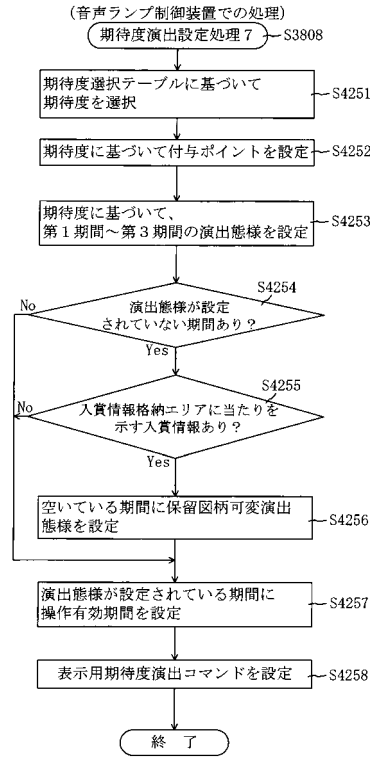 (音声ランプ制御装置での処理)
期待度演出設定処理7
S3808
期待度選択テーブルに基づいて
期待度を選択
S4251
期待度に基づいて付与ポイントを設定
S4252
期待度に基づいて、
第1期間~第3期間の演出態様を設定
S4253
S4254
演出態様が設定
されていない期間あり?
No
Yes
S4255
入賞情報格納エリアに当たりを
示す入賞情報あり?
No
Yes
空いている期間に保留図柄可変演出
態様を設定
S4256
演出態様が設定されている期間に
操作有効期間を設定
S4257
表示用期待度演出コマンドを設定
S4258
終 了